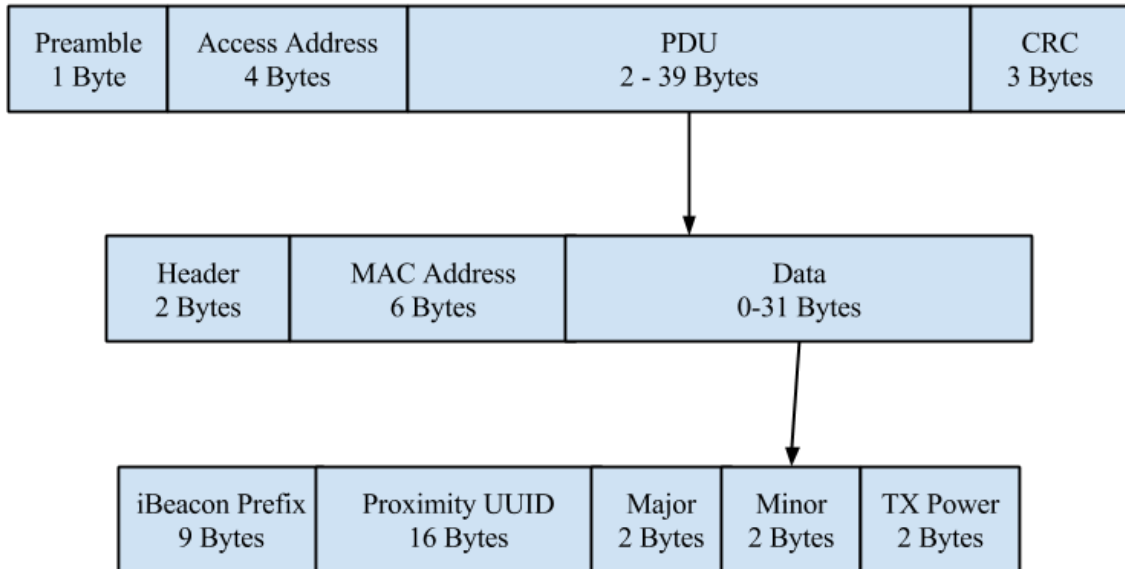 Preamble
1 Byte
Access Address
4 Bytes
PDU
2 - 39 Bytes
CRC
3 Bytes
Header
2 Bytes
MAC Address
6 Bytes
Data
0-31 Bytes
iBeacon Prefix
9 Bytes
Proximity UUID
16 Bytes
Major
2 Bytes
Minor
2 Bytes
TX Power
2 Bytes